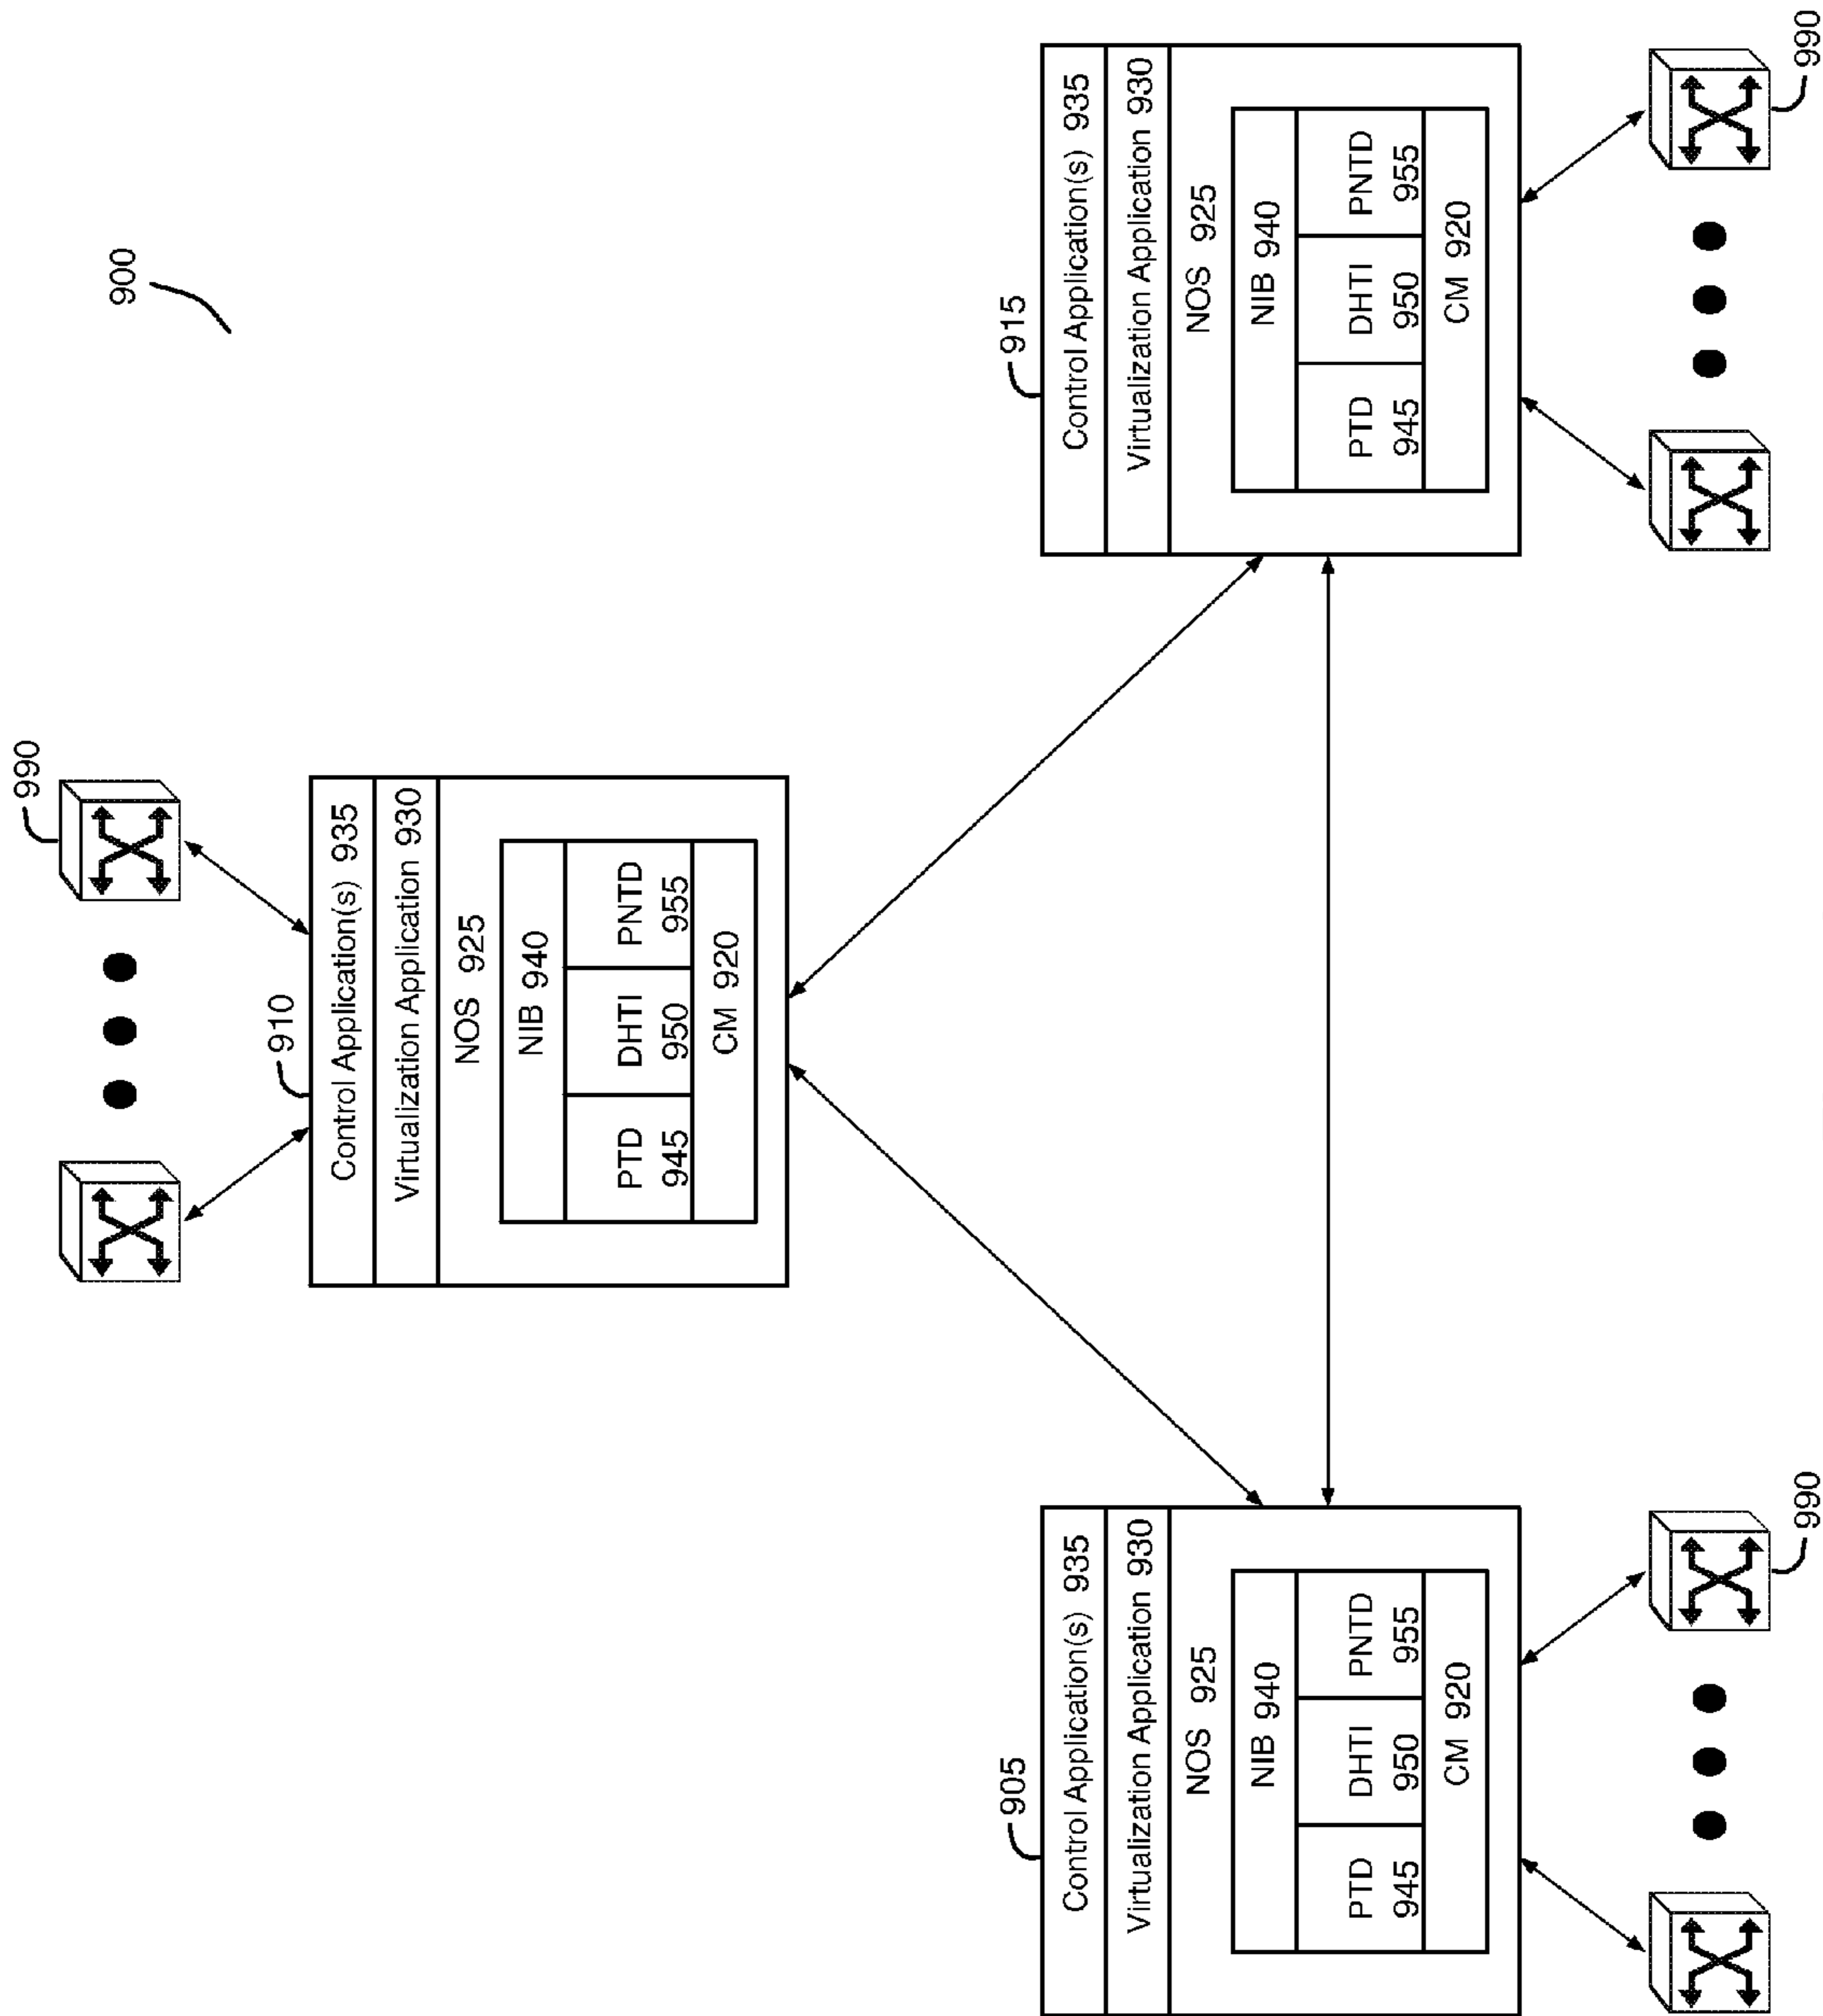 900
990
910
Control Application(s) 935
Virtualization Application 930
NOS 925
NIB 940
PTD 945
DHTI 950
PNTD 955
CM 920
905
Control Application(s) 935
Virtualization Application 930
NOS 925
NIB 940
PTD 945
DHTI 950
PNTD 955
CM 920
990
915
Control Application(s) 935
Virtualization Application 930
NOS 925
NIB 940
PTD 945
DHTI 950
PNTD 955
CM 920
990